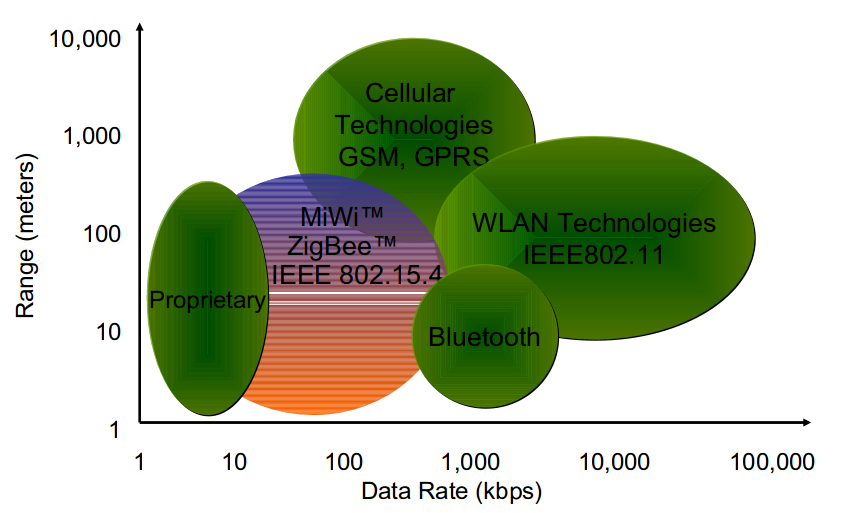 10,000
1,000
100
10
1
Range (meters)
Cellular
Technologies
GSM, GPRS
WLAN Technologies
IEEE802.11
MiWi™
ZigBee™
IEEE 802.15.4
Proprietary
Bluetooth
1 10 100 1,000 10,000 100,000
Data Rate (kbps)